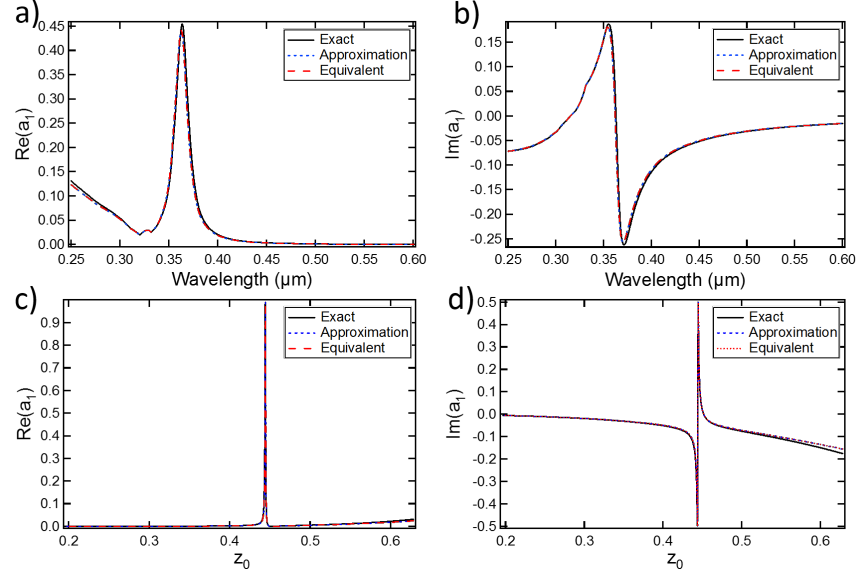 a)
0.45
0.40
0.35
0.30
0.25
0.20
0.15
0.10
0.05
0.00
Re(a₁)
Exact
Approximation
Equivalent
0.25 0.30 0.35 0.40 0.45 0.50 0.55 0.60
Wavelength (µm)
b)
0.15
0.10
0.05
0.00
-0.05
-0.10
-0.15
-0.20
-0.25
Im(a₁)
Exact
Approximation
Equivalent
0.25 0.30 0.35 0.40 0.45 0.50 0.55 0.60
Wavelength (µm)
c)
0.9
0.8
0.7
0.6
0.5
0.4
0.3
0.2
0.1
0.0
Re(a₁)
Exact
Approximation
Equivalent
0.2 0.3 0.4 0.5 0.6
z₀
d)
0.5
0.4
0.3
0.2
0.1
0.0
-0.1
-0.2
-0.3
-0.4
-0.5
Im(a₁)
Exact
Approximation
Equivalent
0.2 0.3 0.4 0.5 0.6
z₀